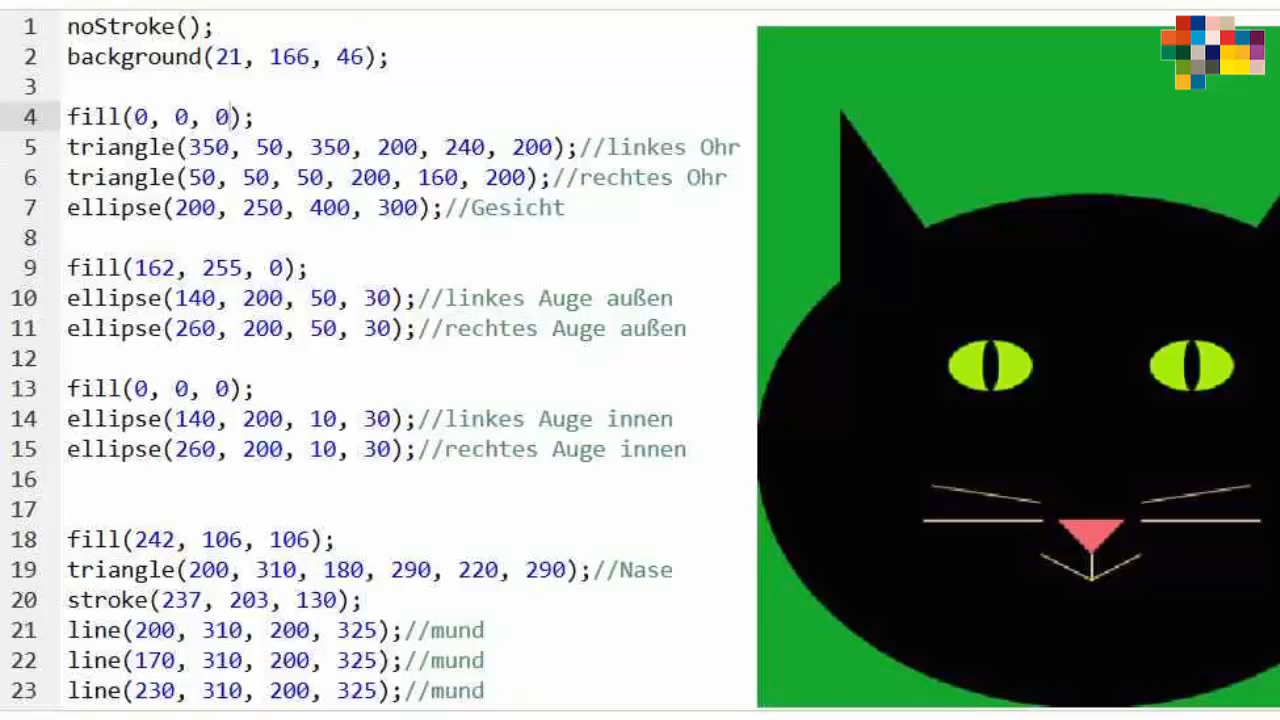 1 noStroke();
2 background(21, 166, 46);
3
4 fill(0, 0, 0);
5 triangle(350, 50, 350, 200, 240, 200);//linkes Ohr
6 triangle(50, 50, 50, 200, 160, 200);//rechtes Ohr
7 ellipse(200, 250, 400, 300);//Gesicht
8
9 fill(162, 255, 0);
10 ellipse(140, 200, 50, 30);//linkes Auge außen
11 ellipse(260, 200, 50, 30);//rechtes Auge außen
12
13 fill(0, 0, 0);
14 ellipse(140, 200, 10, 30);//linkes Auge innen
15 ellipse(260, 200, 10, 30);//rechtes Auge innen
16
17
18 fill(242, 106, 106);
19 triangle(200, 310, 180, 290, 220, 290);//Nase
20 stroke(237, 203, 130);
21 line(200, 310, 200, 325);//mund
22 line(170, 310, 200, 325);//mund
23 line(230, 310, 200, 325);//mund